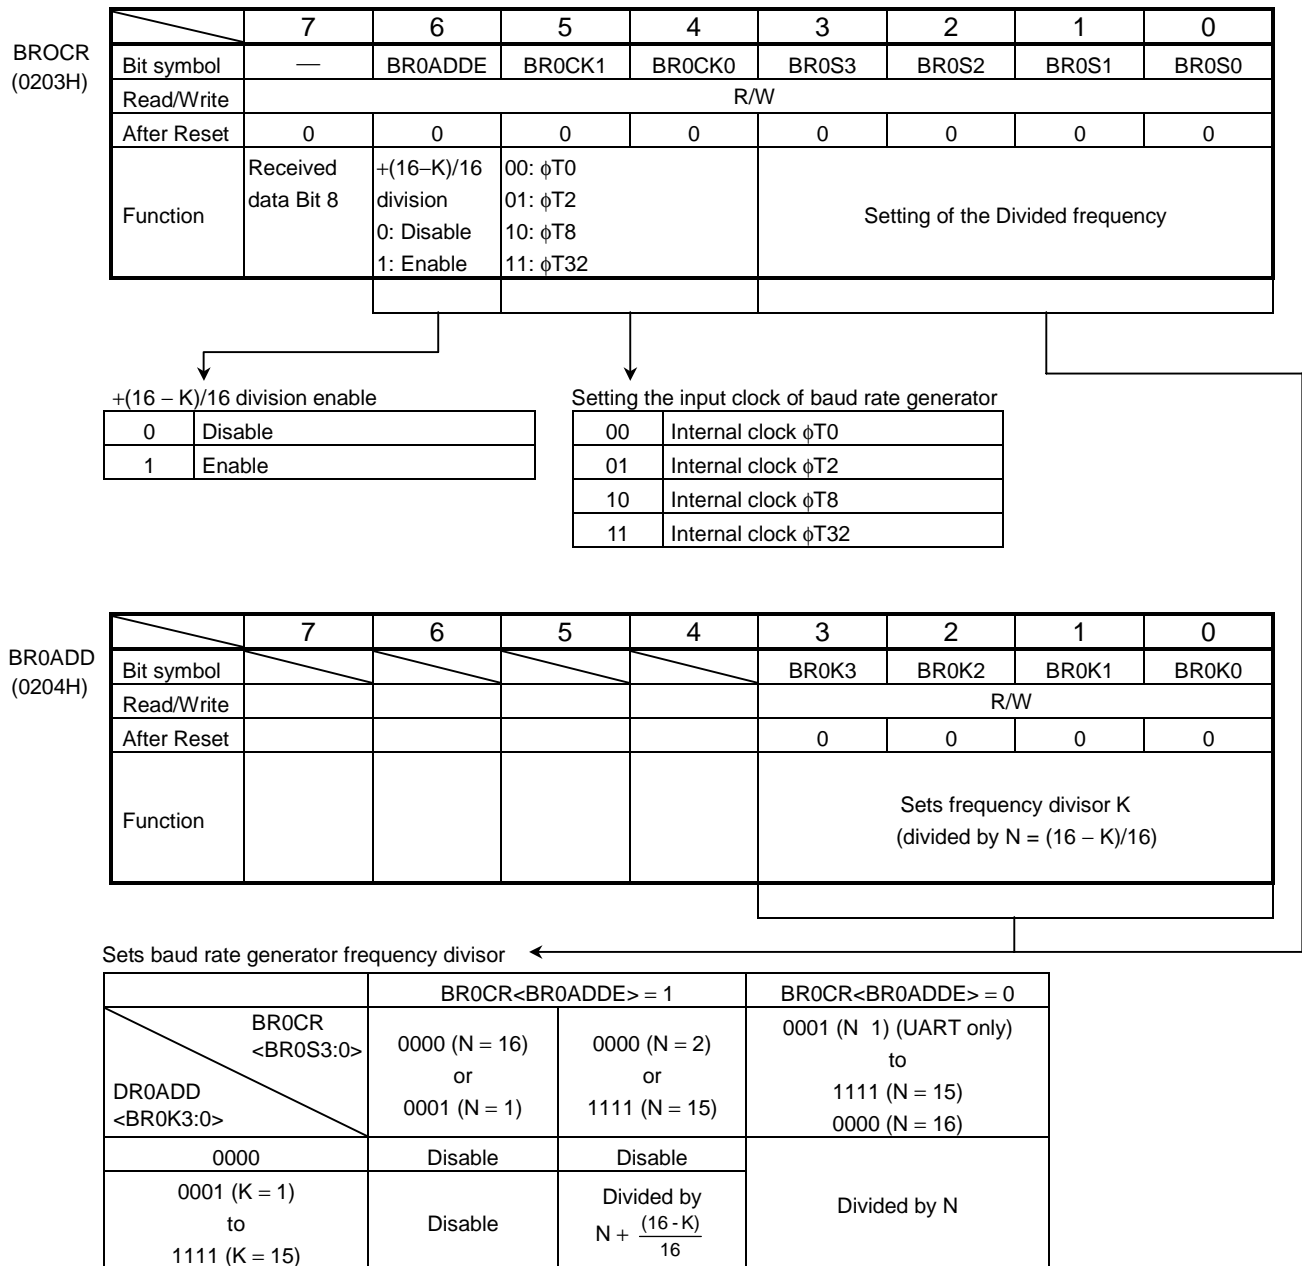 7 6 5 4 3 2 1 0
BROCR
(0203H)
Bit symbol — BR0ADDE BR0CK1 BR0CK0 BR0S3 BR0S2 BR0S1 BR0S0
Read/Write R/W
After Reset 0 0 0 0 0 0 0 0
Function
Received
data Bit 8
+(16−K)/16
division
0: Disable
1: Enable
00: ϕT0
01: ϕT2
10: ϕT8
11: ϕT32
Setting of the Divided frequency
+(16 − K)/16 division enable
0 Disable
1 Enable
Setting the input clock of baud rate generator
00 Internal clock ϕT0
01 Internal clock ϕT2
10 Internal clock ϕT8
11 Internal clock ϕT32
7 6 5 4 3 2 1 0
BR0ADD
(0204H)
Bit symbol BR0K3 BR0K2 BR0K1 BR0K0
Read/Write R/W
After Reset 0 0 0 0
Function
Sets frequency divisor K
(divided by N = (16 − K)/16)
Sets baud rate generator frequency divisor
BR0CR<BR0ADDE> = 1 BR0CR<BR0ADDE> = 0
BR0CR
<BR0S3:0>
DR0ADD
<BR0K3:0>
0000 (N = 16)
or
0001 (N = 1)
0000 (N = 2)
or
1111 (N = 15)
0001 (N 1) (UART only)
to
1111 (N = 15)
0000 (N = 16)
0000 Disable Disable
0001 (K = 1)
to
1111 (K = 15)
Disable
Divided by
N + (16 - K)
16
Divided by N